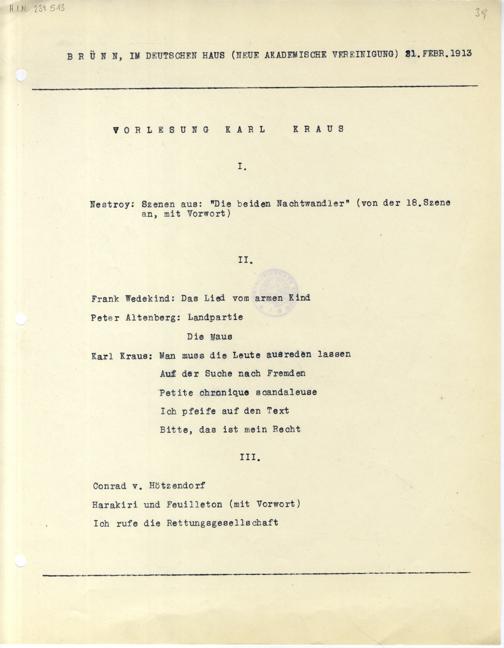 H.I.N. 239.513
39
B R Ü N N, IM DEUTSCHEN HAUS (NEUE AKADEMISCHE VEREINIGUNG) 21.FEBR.1913
V O R L E S U N G  K A R L  K R A U S
I.
Nestroy: Szenen aus: "Die beiden Nachtwandler" (von der 18.Szene
an, mit Vorwort)
II.
Frank Wedekind: Das Lied vom armen Kind
Peter Altenberg: Landpartie
Die Maus
Karl Kraus: Man muss die Leute ausreden lassen
Auf der Suche nach Fremden
Petite chronique scandaleuse
Ich pfeife auf den Text
Bitte, das ist mein Recht
III.
Conrad v. Hötzendorf
Harakiri und Feuilleton (mit Vorwort)
Ich rufe die Rettungsgesellschaft